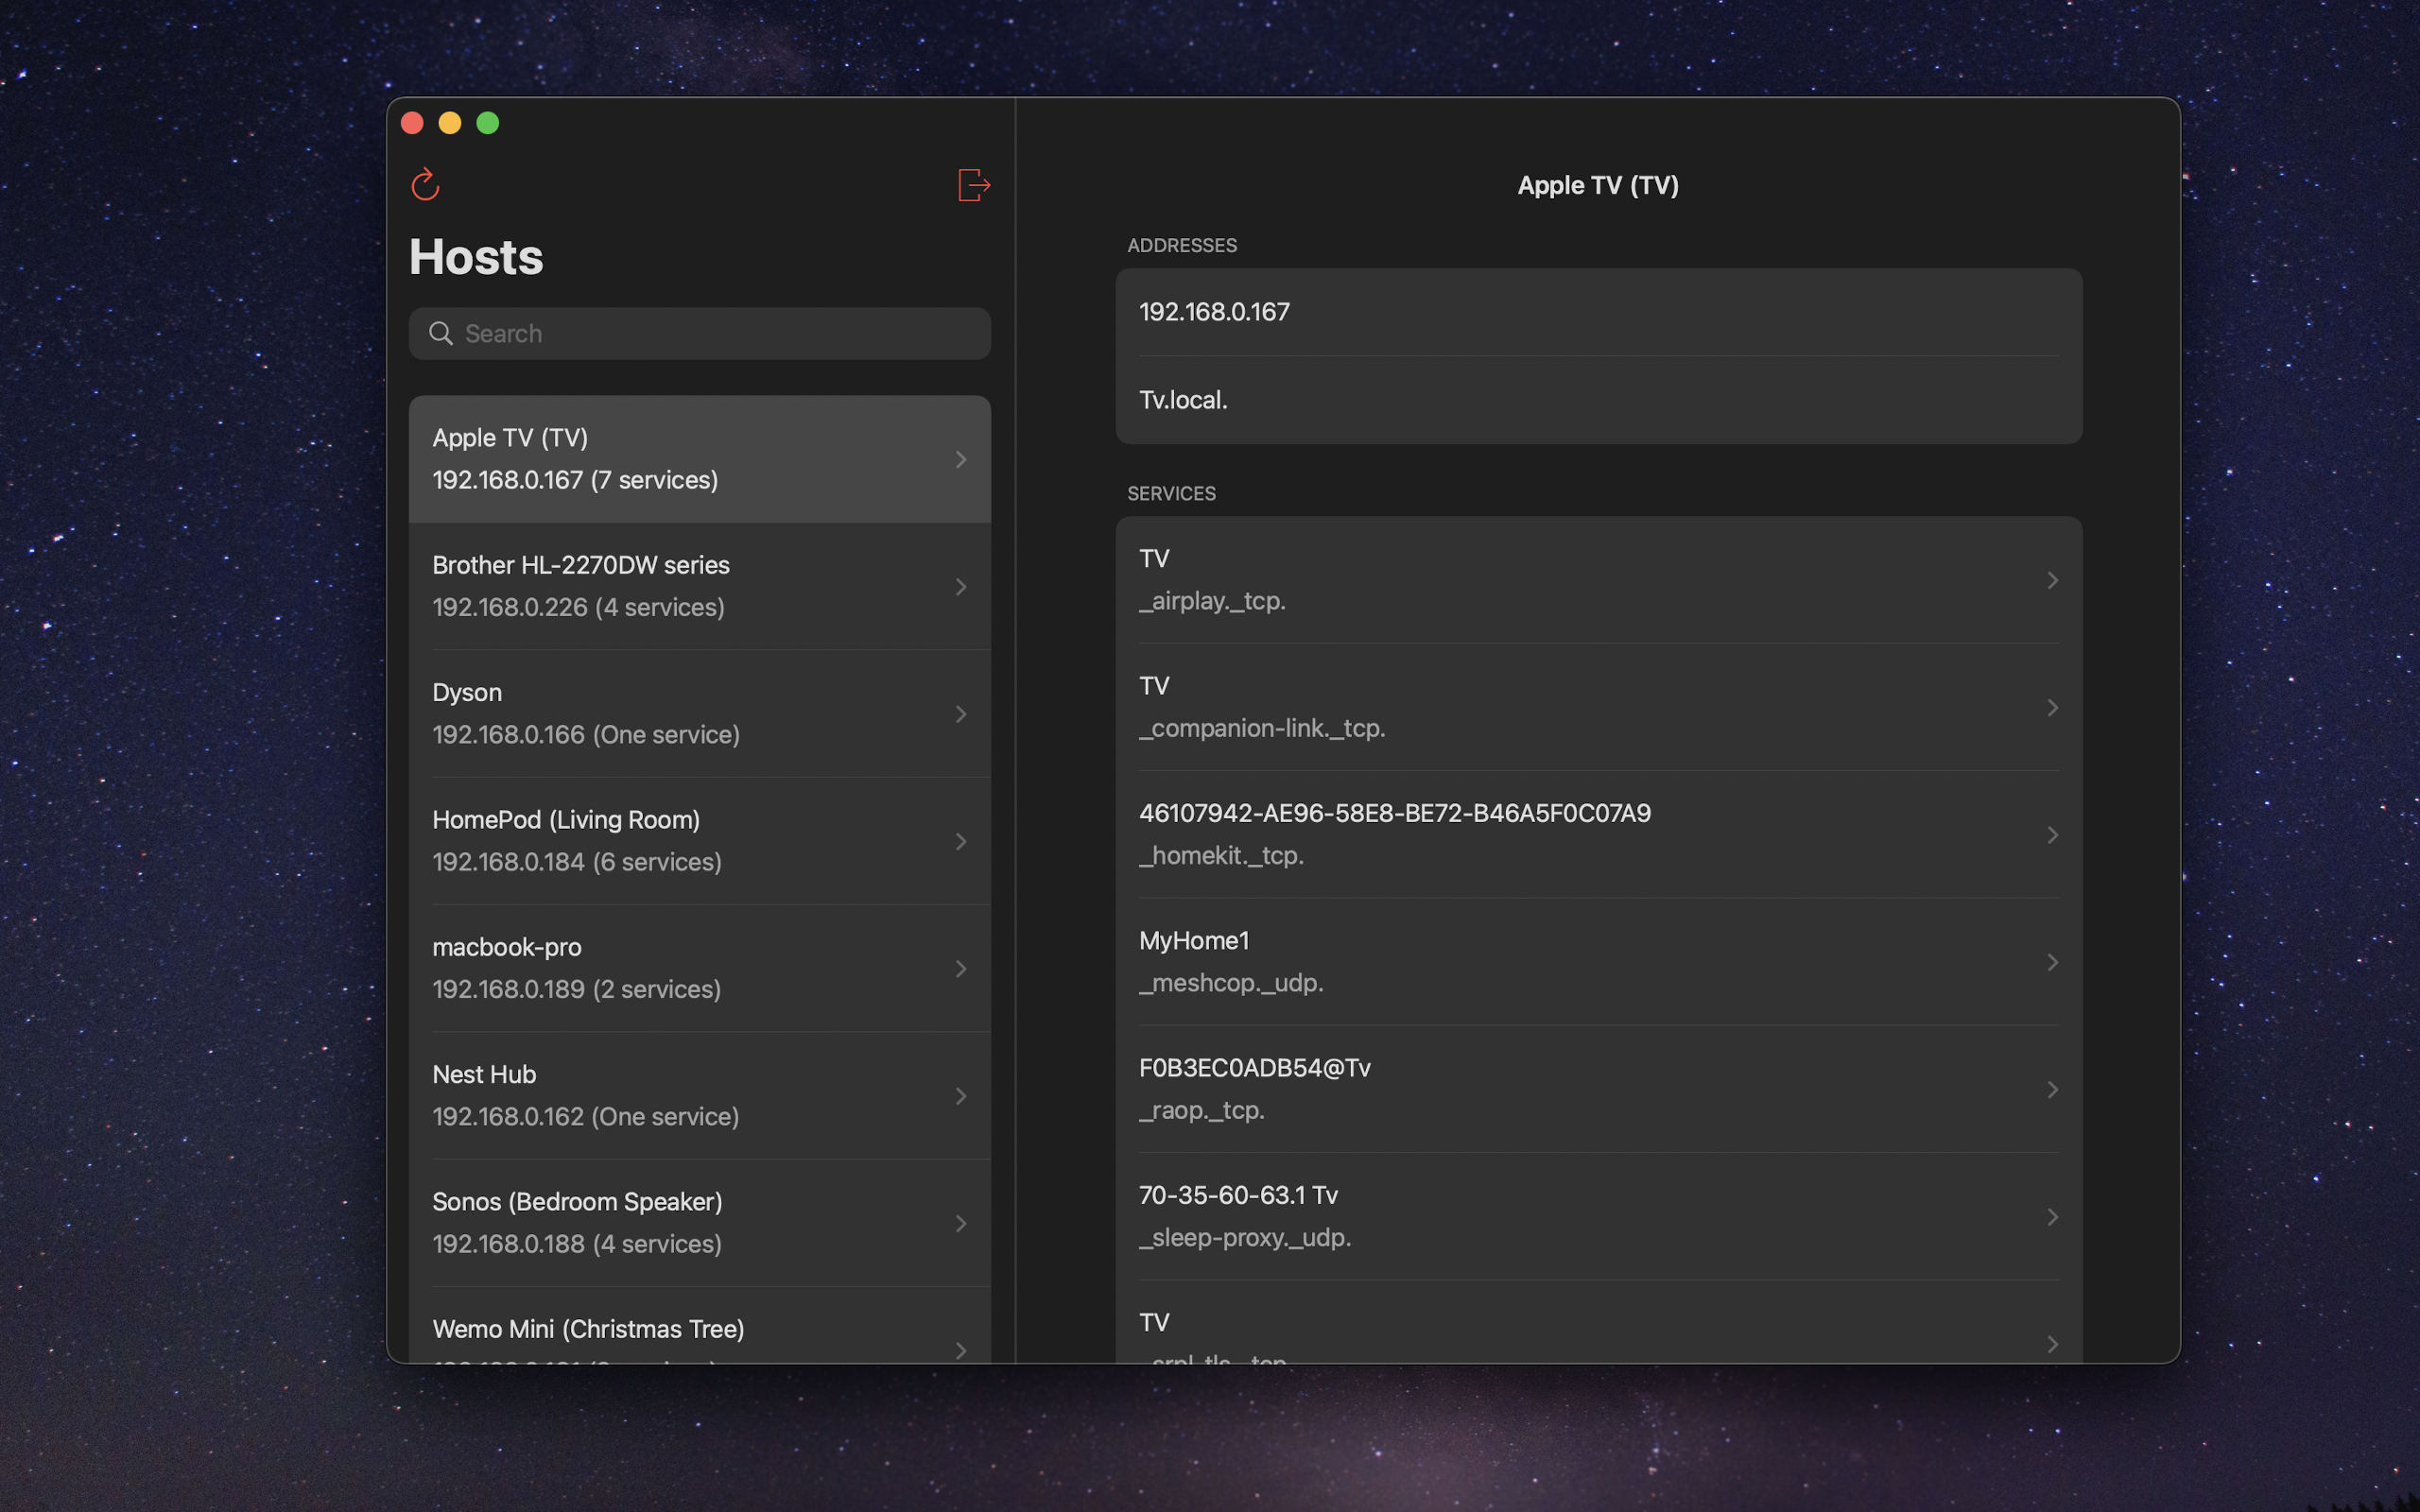 Hosts
Search
Apple TV (TV)
192.168.0.167 (7 services)
Brother HL-2270DW series
192.168.0.226 (4 services)
Dyson
192.168.0.166 (One service)
HomePod (Living Room)
192.168.0.184 (6 services)
macbook-pro
192.168.0.189 (2 services)
Nest Hub
192.168.0.162 (One service)
Sonos (Bedroom Speaker)
192.168.0.188 (4 services)
Wemo Mini (Christmas Tree)
Apple TV (TV)
ADDRESSES
192.168.0.167
Tv.local.
SERVICES
TV
_airplay._tcp.
TV
_companion-link._tcp.
46107942-AE96-58E8-BE72-B46A5F0C07A9
_homekit._tcp.
MyHome1
_meshcop._udp.
F0B3EC0ADB54@Tv
_raop._tcp.
70-35-60-63.1 Tv
_sleep-proxy._udp.
TV